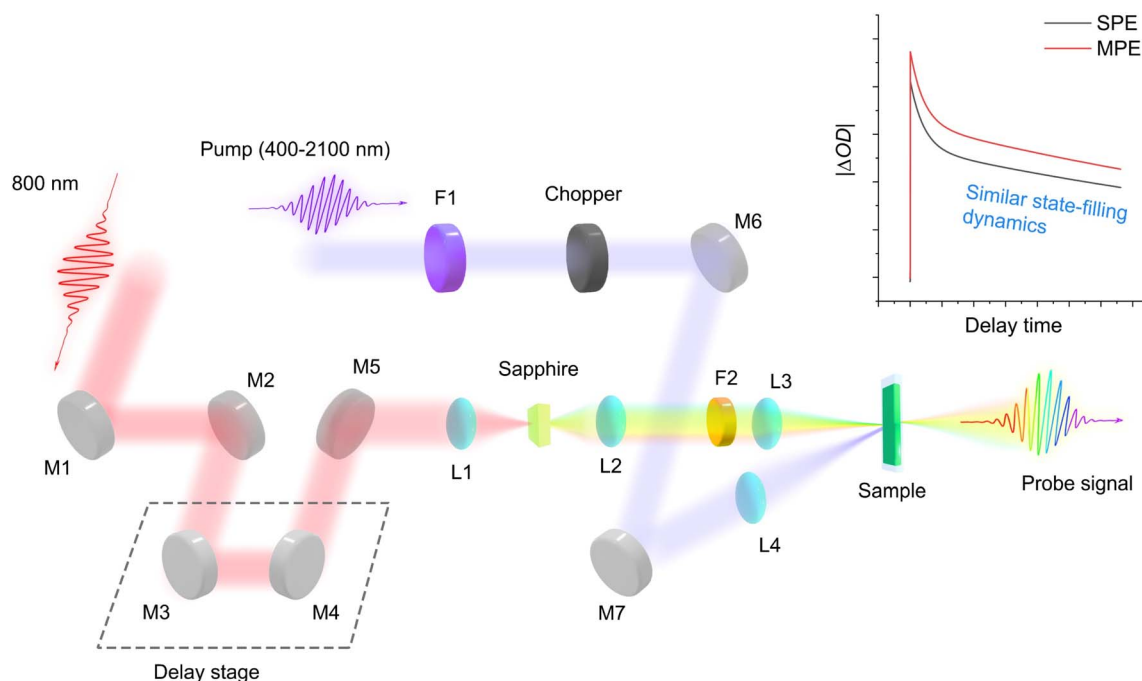 SPE
MPE
|ΔOD|
Similar state-filling
dynamics
Delay time
Pump (400-2100 nm)
800 nm
F1
Chopper
M6
M5
M2
Sapphire
F2
L3
M1
L1
L2
Sample
Probe signal
L4
M3
M4
M7
Delay stage